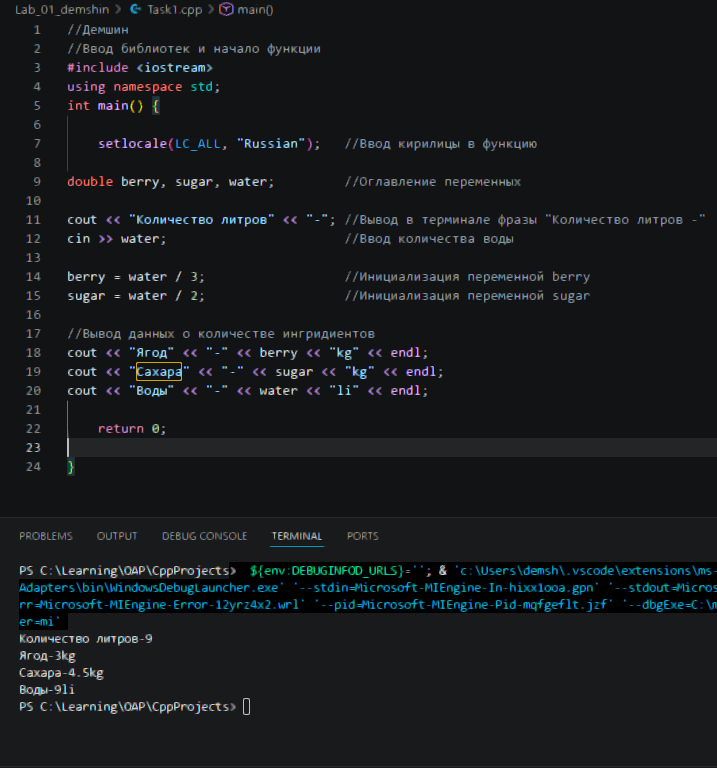 Lab_01_demshin > Task1.cpp > main()
1 //Демшин
2 //Ввод библиотек и начало функции
3 #include <iostream>
4 using namespace std;
5 int main() {
6
7 setlocale(LC_ALL, "Russian"); //Ввод кирилицы в функцию
8
9 double berry, sugar, water; //Оглавление переменных
10
11 cout << "Количество литров" << "-"; //Вывод в терминале фразы "Количество литров -"
12 cin >> water; //Ввод количества воды
13
14 berry = water / 3; //Инициализация переменной berry
15 sugar = water / 2; //Инициализация переменной sugar
16
17 //Вывод данных о количестве ингридиентов
18 cout << "Ягод" << "-" << berry << "kg" << endl;
19 cout << "Сахара" << "-" << sugar << "kg" << endl;
20 cout << "Воды" << "-" << water << "li" << endl;
21
22 return 0;
23
24 }
PROBLEMS OUTPUT DEBUG CONSOLE TERMINAL PORTS
PS C:\Learning\OAP\CppProjects> ${env:DEBUGINFOD_URLS}=''; & 'c:\Users\demsh\.vscode\extensions\ms-
Adapters\bin\WindowsDebugLauncher.exe' '--stdin=Microsoft-MIEngine-In-hixx1ooa.gpn' '--stdout=Micros
rr=Microsoft-MIEngine-Error-12yrz4x2.wrl' '--pid=Microsoft-MIEngine-Pid-mqfgeflt.jzf' '--dbgExe=C:\m
er=mi'
Количество литров-9
Ягод-3kg
Сахара-4.5kg
Воды-9li
PS C:\Learning\OAP\CppProjects>